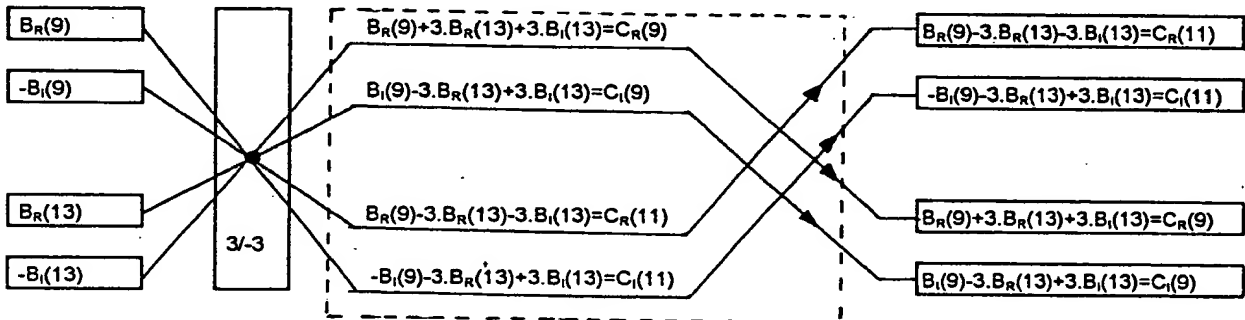 B_R(9)
-B_I(9)
B_R(13)
-B_I(13)
3/-3
B_R(9)+3.B_R(13)+3.B_I(13)=C_R(9)
B_I(9)-3.B_R(13)+3.B_I(13)=C_I(9)
B_R(9)-3.B_R(13)-3.B_I(13)=C_R(11)
-B_I(9)-3.B_R(13)+3.B_I(13)=C_I(11)
B_R(9)-3.B_R(13)-3.B_I(13)=C_R(11)
-B_I(9)-3.B_R(13)+3.B_I(13)=C_I(11)
B_R(9)+3.B_R(13)+3.B_I(13)=C_R(9)
B_I(9)-3.B_R(13)+3.B_I(13)=C_I(9)